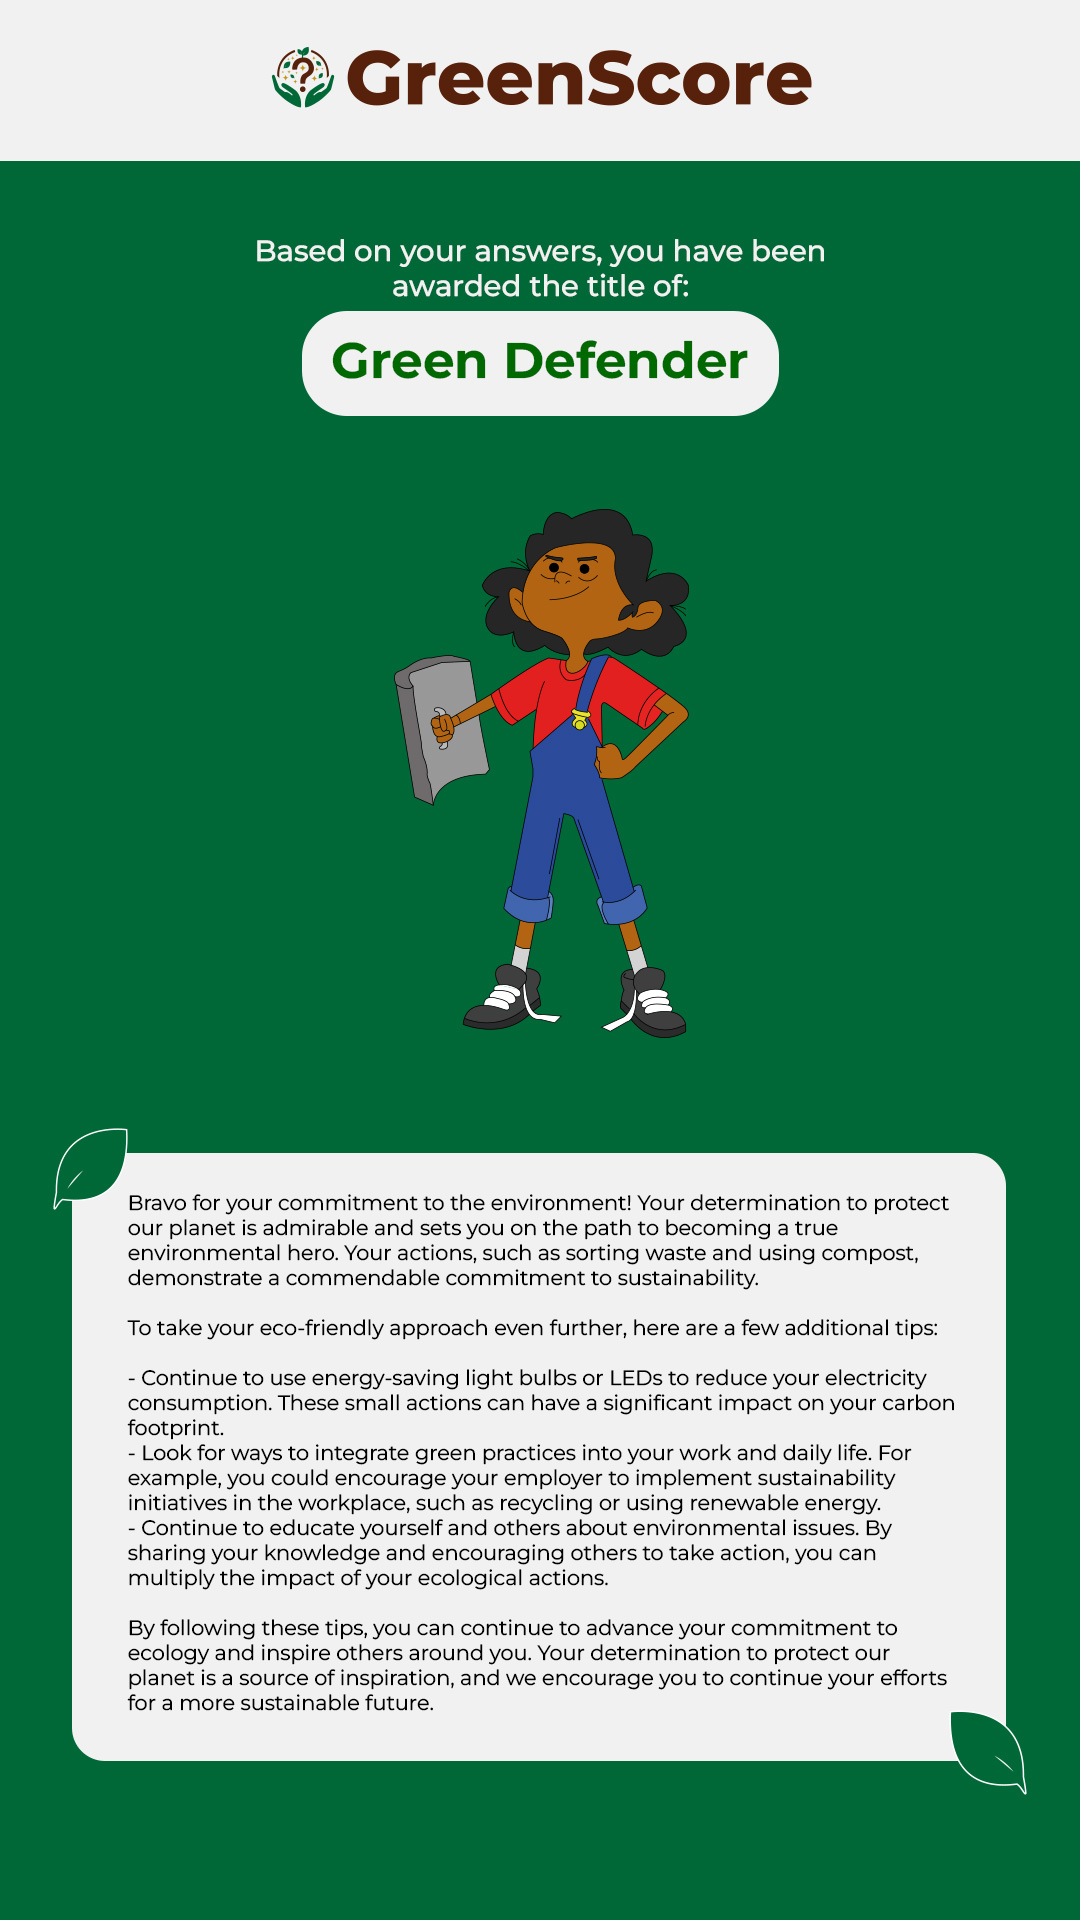 GreenScore
Based on your answers, you have been
awarded the title of:
Green Defender
Bravo for your commitment to the environment! Your determination to protect
our planet is admirable and sets you on the path to becoming a true
environmental hero. Your actions, such as sorting waste and using compost,
demonstrate a commendable commitment to sustainability.
To take your eco-friendly approach even further, here are a few additional tips:
- Continue to use energy-saving light bulbs or LEDs to reduce your electricity
consumption. These small actions can have a significant impact on your carbon
footprint.
- Look for ways to integrate green practices into your work and daily life. For
example, you could encourage your employer to implement sustainability
initiatives in the workplace, such as recycling or using renewable energy.
- Continue to educate yourself and others about environmental issues. By
sharing your knowledge and encouraging others to take action, you can
multiply the impact of your ecological actions.
By following these tips, you can continue to advance your commitment to
ecology and inspire others around you. Your determination to protect our
planet is a source of inspiration, and we encourage you to continue your efforts
for a more sustainable future.